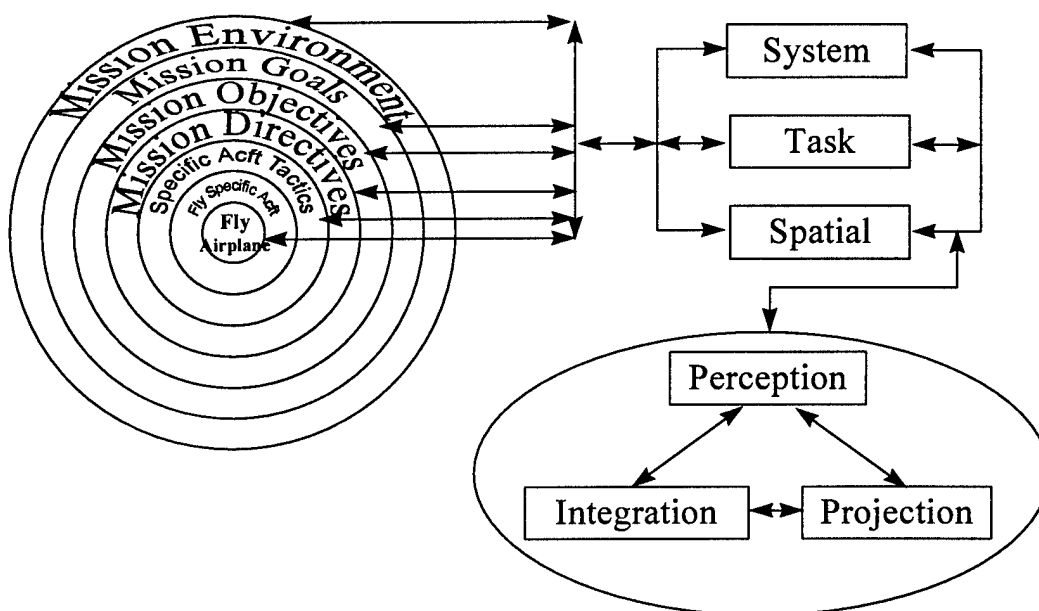 Mission Environment
Mission Goals
Mission Objectives
Mission Directives
Specific Acft Tactics
Fly Specific Acft
Fly
Airplane
System
Task
Spatial
Perception
Integration
Projection